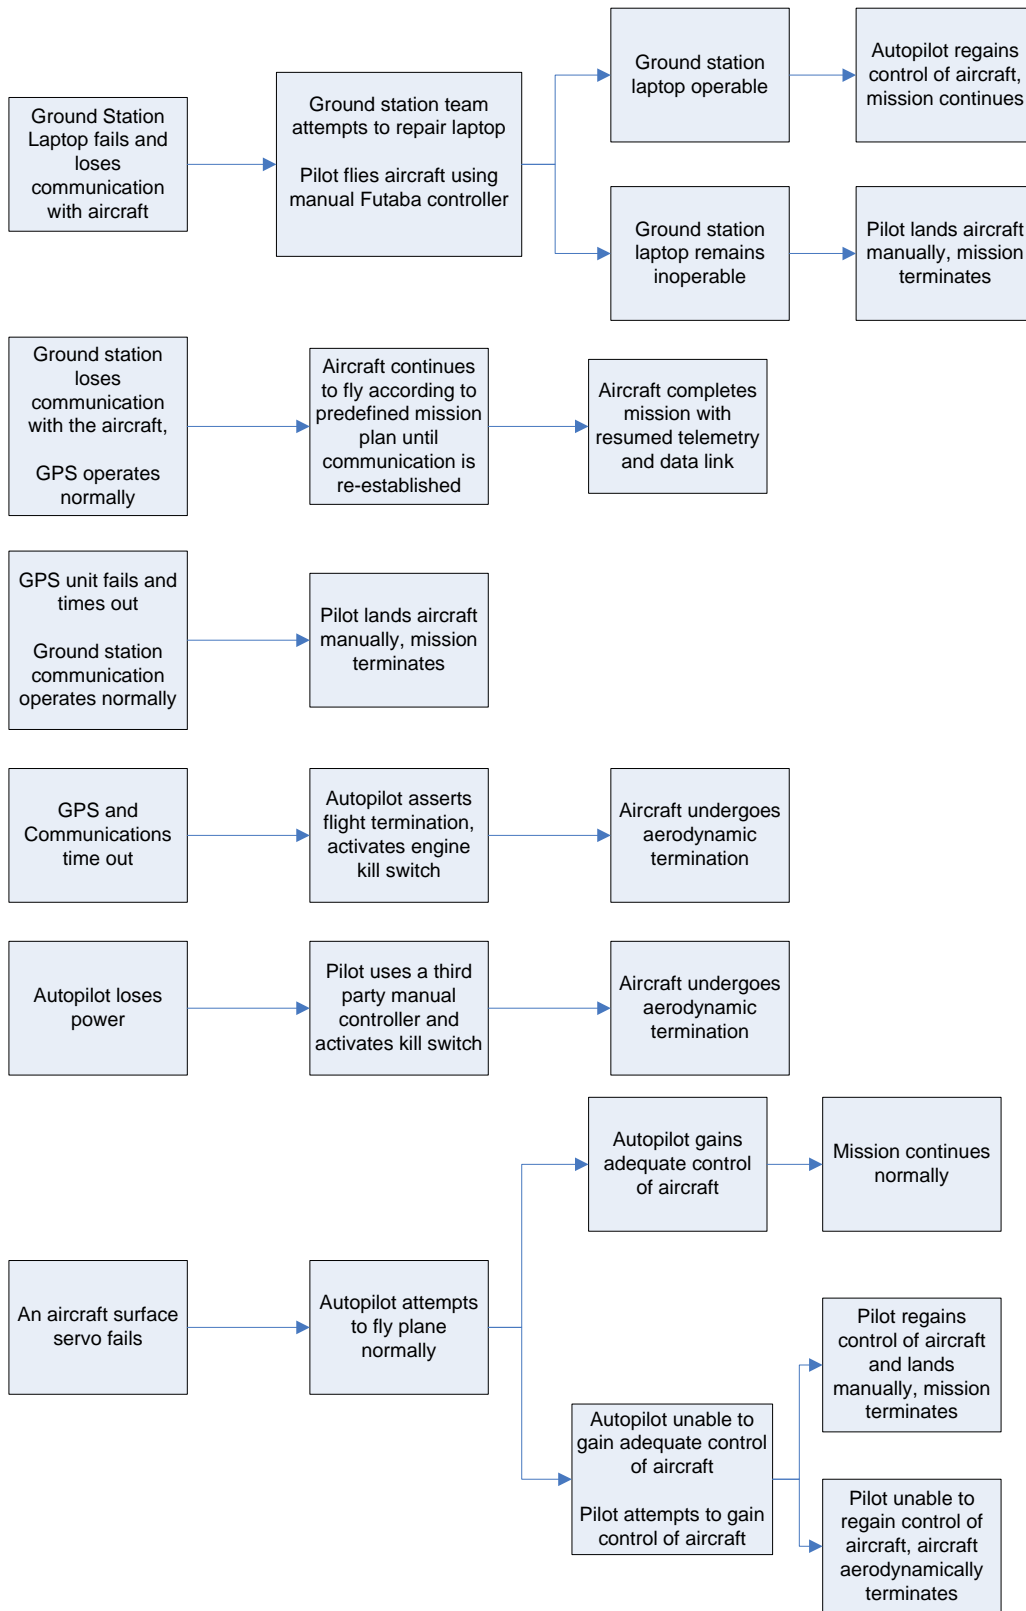 Ground Station
Laptop fails and
loses
communication
with aircraft
Ground station team
attempts to repair laptop
Pilot flies aircraft using
manual Futaba controller
Ground station
laptop operable
Autopilot regains
control of aircraft,
mission continues
Ground station
laptop remains
inoperable
Pilot lands aircraft
manually, mission
terminates
Ground station
loses
communication
with the aircraft,
GPS operates
normally
Aircraft continues
to fly according to
predefined mission
plan until
communication is
re-established
Aircraft completes
mission with
resumed telemetry
and data link
GPS unit fails and
times out
Ground station
communication
operates normally
Pilot lands aircraft
manually, mission
terminates
GPS and
Communications
time out
Autopilot asserts
flight termination,
activates engine
kill switch
Aircraft undergoes
aerodynamic
termination
Autopilot loses
power
Pilot uses a third
party manual
controller and
activates kill switch
Aircraft undergoes
aerodynamic
termination
An aircraft surface
servo fails
Autopilot attempts
to fly plane
normally
Autopilot gains
adequate control
of aircraft
Mission continues
normally
Autopilot unable to
gain adequate control
of aircraft
Pilot attempts to gain
control of aircraft
Pilot regains
control of aircraft
and lands
manually, mission
terminates
Pilot unable to
regain control of
aircraft, aircraft
aerodynamically
terminates